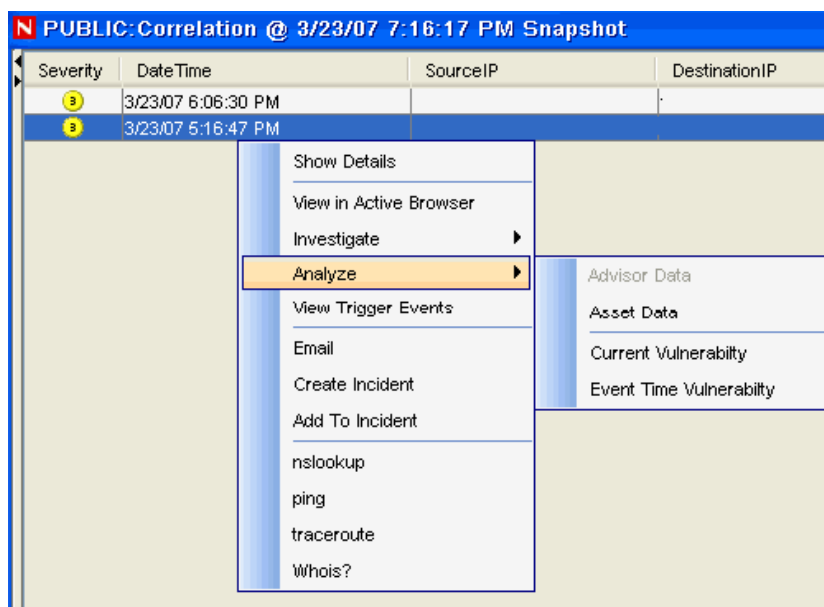 N PUBLIC:Correlation @ 3/23/07 7:16:17 PM Snapshot
Severity DateTime SourceIP DestinationIP
3 3/23/07 6:06:30 PM
3 3/23/07 5:16:47 PM
Show Details
View in Active Browser
Investigate
Analyze
View Trigger Events
Email
Create Incident
Add To Incident
nslookup
ping
traceroute
Whois?
Advisor Data
Asset Data
Current Vulnerabilty
Event Time Vulnerabilty